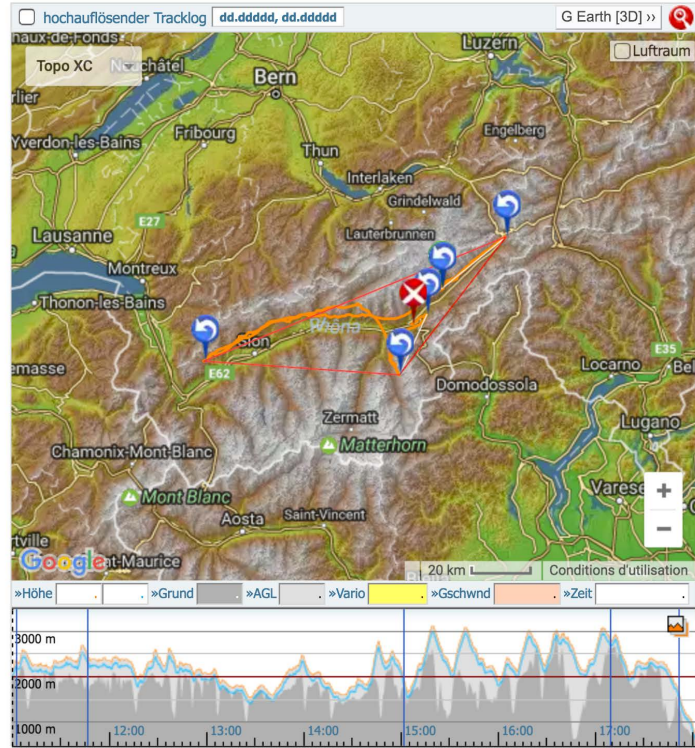 hochauflösender Tracklog dd.ddddd, dd.ddddd G Earth [3D] ››
Topo XC
Luzern
Luftraum
Bern
Yverdon-les-Bains
Fribourg
Engelberg
Thun
Interlaken
Grindelwald
E27
Lauterbrunnen
Lausanne
Montreux
Thonon-les-Bains
Sion
E62
E35
Locarno
Domodossola
Lugano
Zermatt
Matterhorn
Chamonix-Mont-Blanc
Mont Blanc
Varese
Aosta
Saint-Vincent
Google
20 km
Conditions d'utilisation
»Höhe . . »Grund . »AGL . »Vario . »Gschwnd . »Zeit .
3000 m
2000 m
1000 m
12:00 13:00 14:00 15:00 16:00 17:00